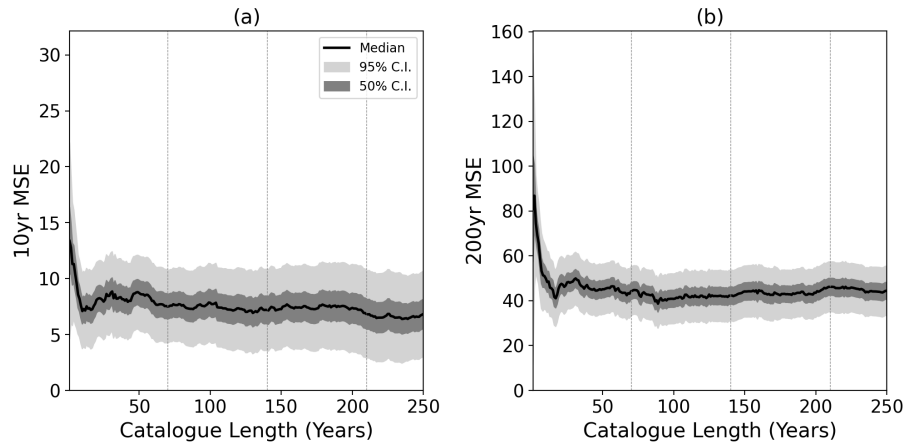 (a)
10yr MSE
30
25
20
15
10
5
0
50 100 150 200 250
Catalogue Length (Years)
Median
95% C.I.
50% C.I.
(b)
200yr MSE
160
140
120
100
80
60
40
20
0
50 100 150 200 250
Catalogue Length (Years)